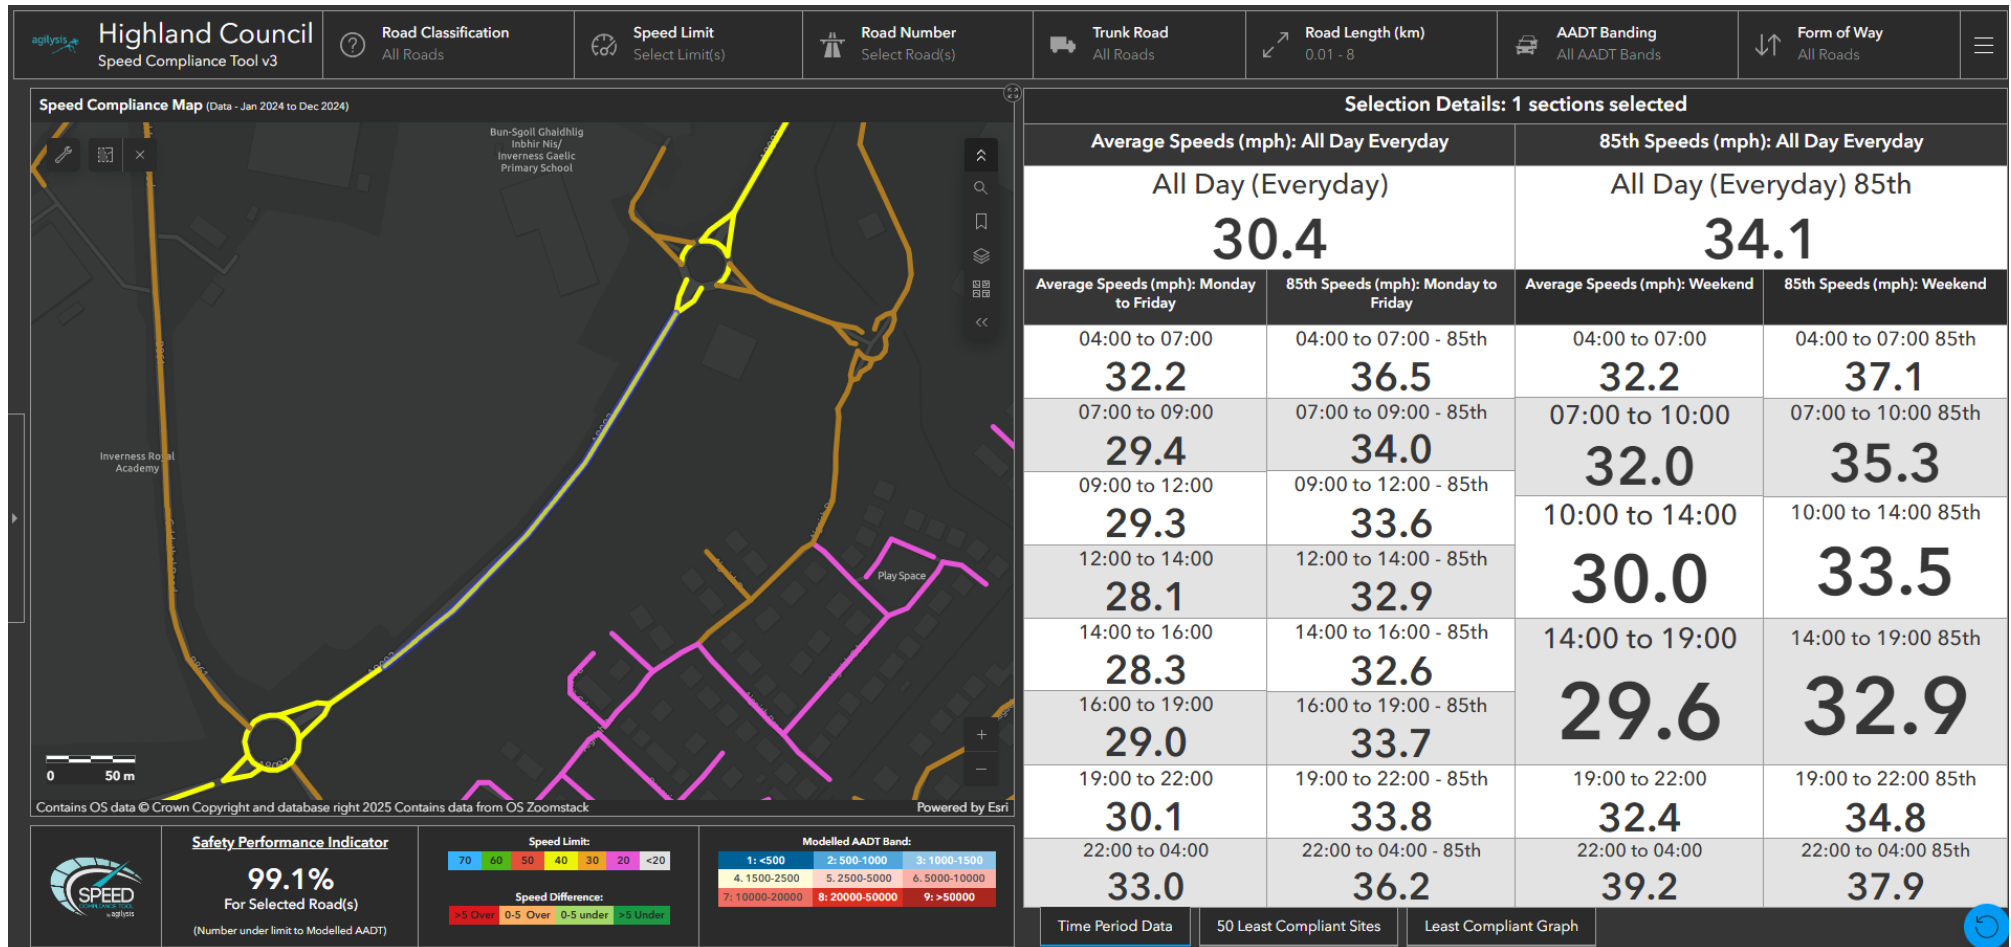 agilysis
Highland Council
Speed Compliance Tool v3
Road Classification
All Roads
Speed Limit
Select Limit(s)
Road Number
Select Road(s)
Trunk Road
All Roads
Road Length (km)
0.01 - 8
AADT Banding
All AADT Bands
Form of Way
All Roads
Speed Compliance Map (Data - Jan 2024 to Dec 2024)
Bun-Sgoil Ghaidhlig
Inbhir Nis/
Inverness Gaelic
Primary School
Inverness Royal
Academy
Play Space
0 50 m
Contains OS data © Crown Copyright and database right 2025 Contains data from OS Zoomstack
Powered by Esri
SPEED
COMPLIANCE TOOL
by agilysis
Safety Performance Indicator
99.1%
For Selected Road(s)
(Number under limit to Modelled AADT)
Speed Limit:
70 60 50 40 30 20 <20
Speed Difference:
>5 Over 0-5 Over 0-5 under >5 Under
Modelled AADT Band:
1: <500 2: 500-1000 3: 1000-1500
4. 1500-2500 5. 2500-5000 6. 5000-10000
7: 10000-20000 8: 20000-50000 9: >50000
Selection Details: 1 sections selected
Average Speeds (mph): All Day Everyday
All Day (Everyday)
30.4
85th Speeds (mph): All Day Everyday
All Day (Everyday) 85th
34.1
Average Speeds (mph): Monday
to Friday
04:00 to 07:00
32.2
07:00 to 09:00
29.4
09:00 to 12:00
29.3
12:00 to 14:00
28.1
14:00 to 16:00
28.3
16:00 to 19:00
29.0
19:00 to 22:00
30.1
22:00 to 04:00
33.0
85th Speeds (mph): Monday to
Friday
04:00 to 07:00 - 85th
36.5
07:00 to 09:00 - 85th
34.0
09:00 to 12:00 - 85th
33.6
12:00 to 14:00 - 85th
32.9
14:00 to 16:00 - 85th
32.6
16:00 to 19:00 - 85th
33.7
19:00 to 22:00 - 85th
33.8
22:00 to 04:00 - 85th
36.2
Average Speeds (mph): Weekend
04:00 to 07:00
32.2
07:00 to 10:00
32.0
10:00 to 14:00
30.0
14:00 to 19:00
29.6
19:00 to 22:00
32.4
22:00 to 04:00
39.2
85th Speeds (mph): Weekend
04:00 to 07:00 85th
37.1
07:00 to 10:00 85th
35.3
10:00 to 14:00 85th
33.5
14:00 to 19:00 85th
32.9
19:00 to 22:00 85th
34.8
22:00 to 04:00 85th
37.9
Time Period Data
50 Least Compliant Sites
Least Compliant Graph